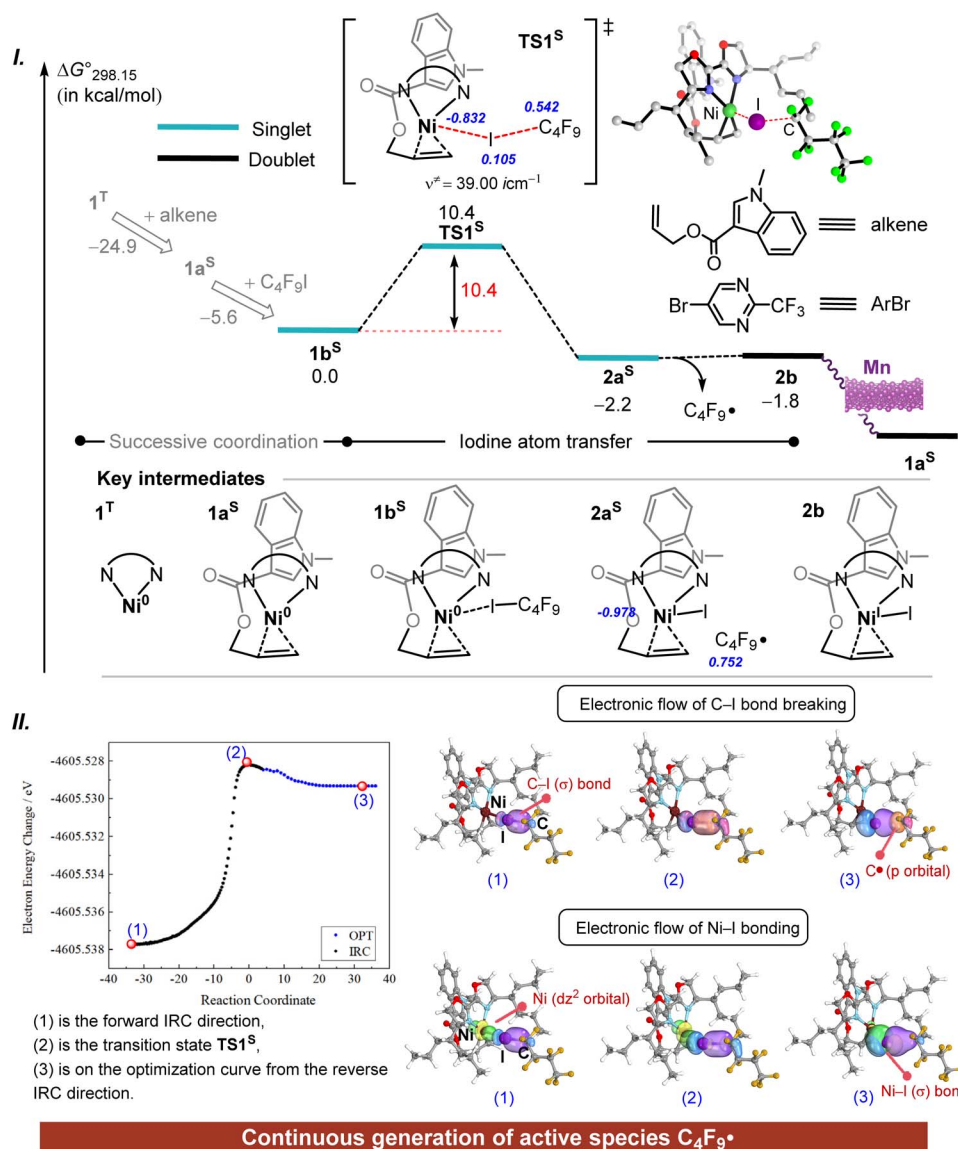 I.
ΔG°298.15
(in kcal/mol)
Singlet
Doublet
TS1S
‡
O
N
N
N
O
Ni
-0.832
0.542
I
C4F9
0.105
ν≠ = 39.00 icm−1
Ni
I
C
1T
+ alkene
−24.9
1aS
+ C4F9I
−5.6
10.4
TS1S
10.4
1bS
0.0
O
O
N
alkene
Br
N
N
CF3
ArBr
2aS
−2.2
C4F9•
2b
−1.8
Mn
1aS
Successive coordination
Iodine atom transfer
Key intermediates
1T
N
N
Ni0
1aS
O
N
N
N
O
Ni0
1bS
O
N
N
N
O
Ni0
I
C4F9
2aS
O
N
N
N
O
-0.978
NiI
I
C4F9•
0.752
2b
O
N
N
N
O
NiI
I
II.
Electron Energy Change / eV
-4605.528
-4605.529
-4605.532
-4605.534
-4605.536
-4605.537
-4605.538
(1)
(2)
(3)
OPT
IRC
-40 -30 -20 -10 0 10 20 30 40
Reaction Coordinate
(1) is the forward IRC direction,
(2) is the transition state TS1S,
(3) is on the optimization curve from the reverse
IRC direction.
Electronic flow of C–I bond breaking
Ni
C–I (σ) bond
C
I
C• (p orbital)
(1)
(2)
(3)
Electronic flow of Ni–I bonding
Ni (dz2 orbital)
Ni
I
C
Ni–I (σ) bon
(1)
(2)
(3)
Continuous generation of active species C4F9•